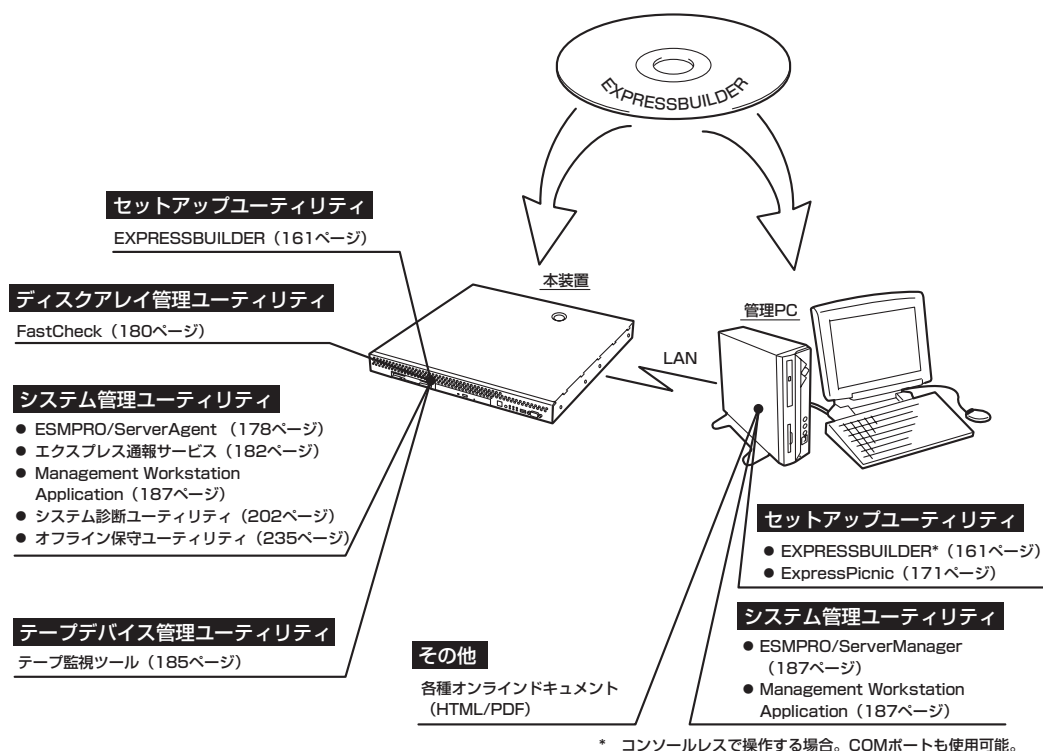 EXPRESSBUILDER
セットアップユーティリティ
EXPRESSBUILDER（161ページ）
ディスクアレイ管理ユーティリティ
FastCheck（180ページ）
システム管理ユーティリティ
● ESMPRO/ServerAgent （178ページ）
● エクスプレス通報サービス（182ページ）
● Management Workstation
Application（187ページ）
● システム診断ユーティリティ（202ページ）
● オフライン保守ユーティリティ（235ページ）
テープデバイス管理ユーティリティ
テープ監視ツール（185ページ）
本装置
LAN
管理PC
その他
各種オンラインドキュメント
（HTML/PDF）
セットアップユーティリティ
● EXPRESSBUILDER*（161ページ）
● ExpressPicnic（171ページ）
システム管理ユーティリティ
● ESMPRO/ServerManager
（187ページ）
● Management Workstation
Application（187ページ）
* コンソールレスで操作する場合。COMポートも使用可能。